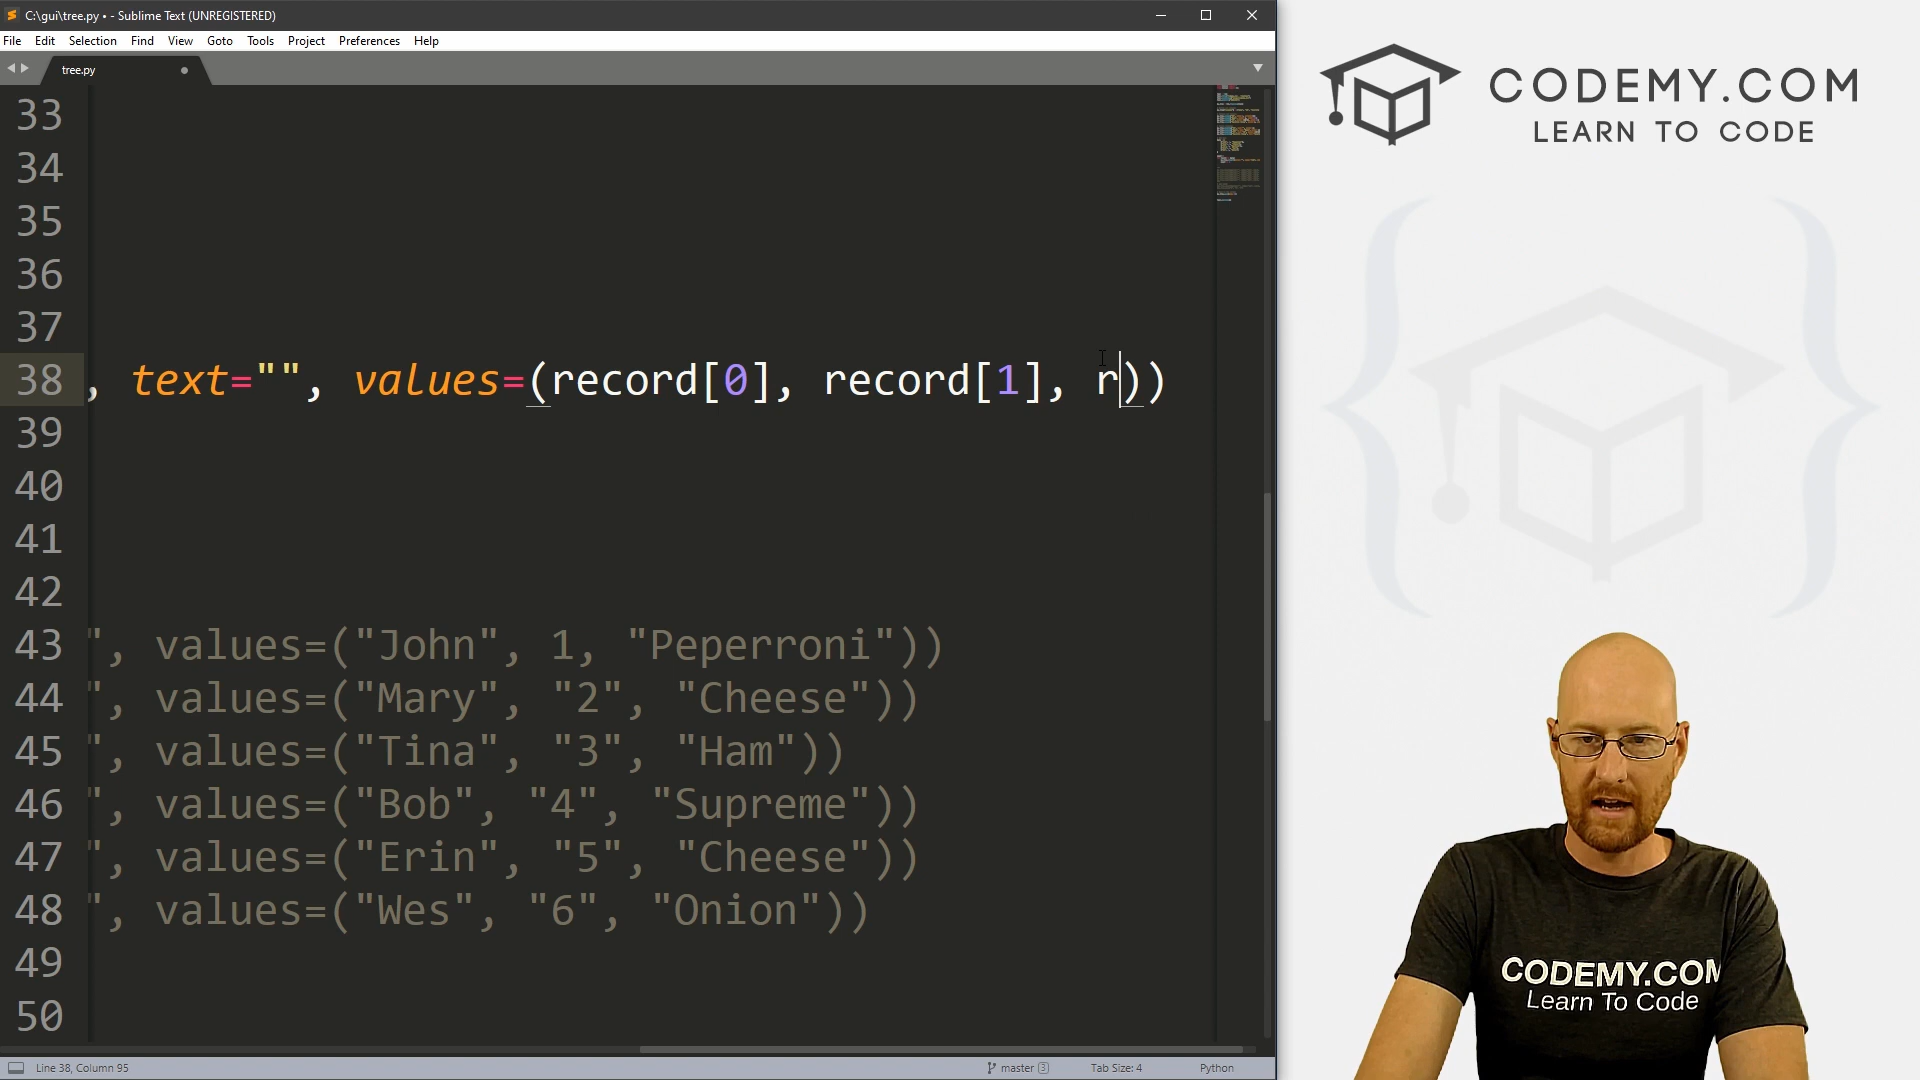 C:\gui\tree.py • - Sublime Text (UNREGISTERED)
File Edit Selection Find View Goto Tools Project Preferences Help
tree.py
33
34
35
36
37
38 , text="", values=(record[0], record[1], r))
39
40
41
42
43 ", values=("John", 1, "Peperroni"))
44 ", values=("Mary", "2", "Cheese"))
45 ", values=("Tina", "3", "Ham"))
46 ", values=("Bob", "4", "Supreme"))
47 ", values=("Erin", "5", "Cheese"))
48 ", values=("Wes", "6", "Onion"))
49
50
Line 38, Column 95
master 3
Tab Size: 4
Python
CODEMY.COM
LEARN TO CODE
CODEMY.COM
Learn To Code